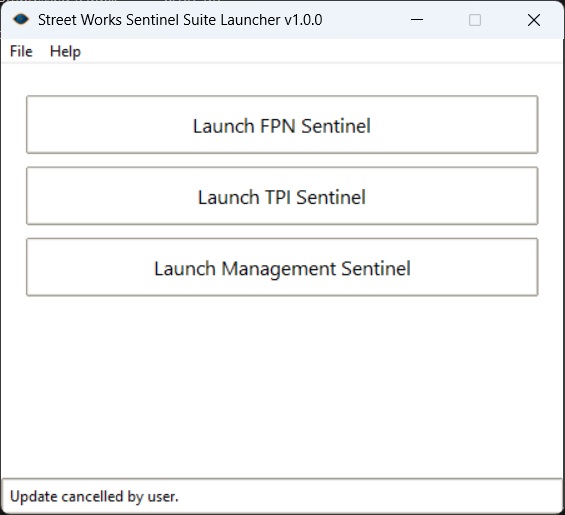 Street Works Sentinel Suite Launcher v1.0.0
File Help
Launch FPN Sentinel
Launch TPI Sentinel
Launch Management Sentinel
Update cancelled by user.